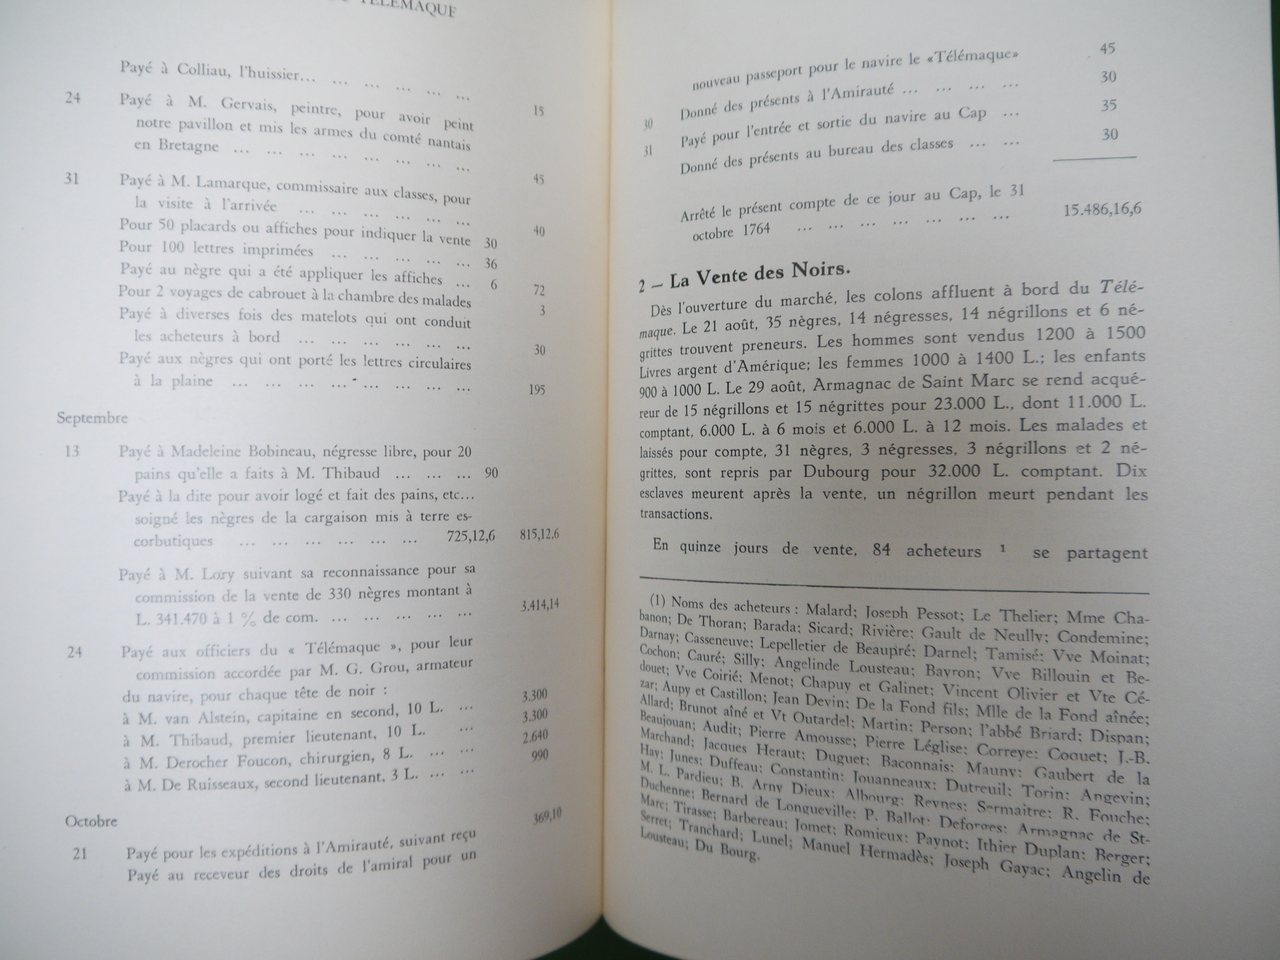 TÉLÉMAQUE
Payé à Colliau, l'huissier... ... ... ... ... ...
15
24 Payé à M. Gervais, peintre, pour avoir peint
notre pavillon et mis les armes du comté nantais
en Bretagne ... ... ... ... ... ... ... ...
45
31 Payé à M. Lamarque, commissaire aux classes, pour
la visite à l'arrivée ... ... ... ... ... ...
40
Pour 50 placards ou affiches pour indiquer la vente 30
Pour 100 lettres imprimées ... ... ... ... ... 36
Payé au nègre qui a été appliquer les affiches ... 6
72
Pour 2 voyages de cabrouet à la chambre des malades
3
Payé à diverses fois des matelots qui ont conduit
les acheteurs à bord ... ... ... ... ... ...
30
Payé aux nègres qui ont porté les lettres circulaires
à la plaine ... ... ... ... ... ... ... ...
195
Septembre
13 Payé à Madeleine Bobineau, négresse libre, pour 20
pains qu'elle a faits à M. Thibaud ... ... ... 90
Payé à la dite pour avoir logé et fait des pains, etc...
soigné les nègres de la cargaison mis à terre es-
corbutiques ... ... ... ... ... ... 725,12,6 815,12,6
Payé à M. Lory suivant sa reconnaissance pour sa
commission de la vente de 330 nègres montant à
L. 341.470 à 1 % de com. ... ... ... ... ... 3.414,14
24 Payé aux officiers du « Télémaque », pour leur
commission accordée par M. G. Grou, armateur
du navire, pour chaque tête de noir :
à M. van Alstein, capitaine en second, 10 L. ... 3.300
à M. Thibaud, premier lieutenant, 10 L. ... 3.300
à M. Derocher Foucon, chirurgien, 8 L. ... ... 2.640
à M. De Ruisseaux, second lieutenant, 3 L. ... ... 990
Octobre
21 Payé pour les expéditions à l'Amirauté, suivant reçu 369,10
Payé au receveur des droits de l'amiral pour un
nouveau passeport pour le navire le «Télémaque» 45
30 Donné des présents à l'Amirauté ... ... ... ... 30
31 Payé pour l'entrée et sortie du navire au Cap ... 35
Donné des présents au bureau des classes ... ... 30
Arrêté le présent compte de ce jour au Cap, le 31
octobre 1764 ... ... ... ... ... ... ... 15.486,16,6
2 – La Vente des Noirs.
Dès l'ouverture du marché, les colons affluent à bord du Télé-
maque. Le 21 août, 35 nègres, 14 négresses, 14 négrillons et 6 né-
grittes trouvent preneurs. Les hommes sont vendus 1200 à 1500
Livres argent d'Amérique; les femmes 1000 à 1400 L.; les enfants
900 à 1000 L. Le 29 août, Armagnac de Saint Marc se rend acqué-
reur de 15 négrillons et 15 négrittes pour 23.000 L., dont 11.000 L.
comptant, 6.000 L. à 6 mois et 6.000 L. à 12 mois. Les malades et
laissés pour compte, 31 nègres, 3 négresses, 3 négrillons et 2 né-
grittes, sont repris par Dubourg pour 32.000 L. comptant. Dix
esclaves meurent après la vente, un négrillon meurt pendant les
transactions.
En quinze jours de vente, 84 acheteurs 1 se partagent
(1) Noms des acheteurs : Malard; Joseph Pessot; Le Thelier; Mme Cha-
banon; De Thoran; Barada; Sicard; Rivière; Gault de Neully; Condemine;
Darnay; Casseneuve; Lepelletier de Beaupré; Darnel; Tamisé; Vve Moinat;
Cochon; Cauré; Silly; Angelinde Lousteau; Bayron; Vve Billouin et Be-
douet; Vve Coirié; Menot; Chapuy et Galinet; Vincent Olivier et Vte Cé-
zar; Aupy et Castillon; Jean Devin; De la Fond fils; Mlle de la Fond aînée;
Allard; Brunot aîné et Vt Outardel; Martin; Person; l'abbé Briard; Dispan;
Beaujouan; Audit; Pierre Amousse; Pierre Léglise; Correye; Coquet; J.-B.
Marchand; Jacques Heraut; Duguet; Baconnais; Mauny; Gaubert de la
Hay; Junes; Duffeau; Constantin; Jouanneaux; Dutreuil; Torin; Angevin;
M. L. Pardieu; B. Arny Dieux; Albourg; Reynes; Sermaitre; R. Fouche;
Duchenne; Bernard de Longueville; P. Ballot; Deforges; Armagnac de St-
Marc; Tirasse; Barbereau; Jomet; Romieux; Paynot; Ithier Duplan; Berger;
Serret; Tranchard; Lunel; Manuel Hermadès; Joseph Gayac; Angelin de
Lousteau; Du Bourg.